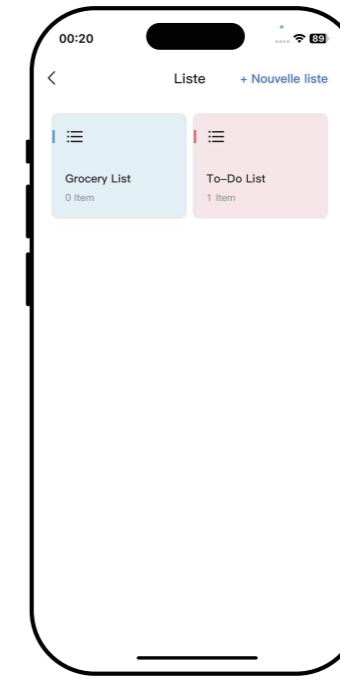 00:20
89
Liste
+ Nouvelle liste
Grocery List
0 Item
To-Do List
1 Item